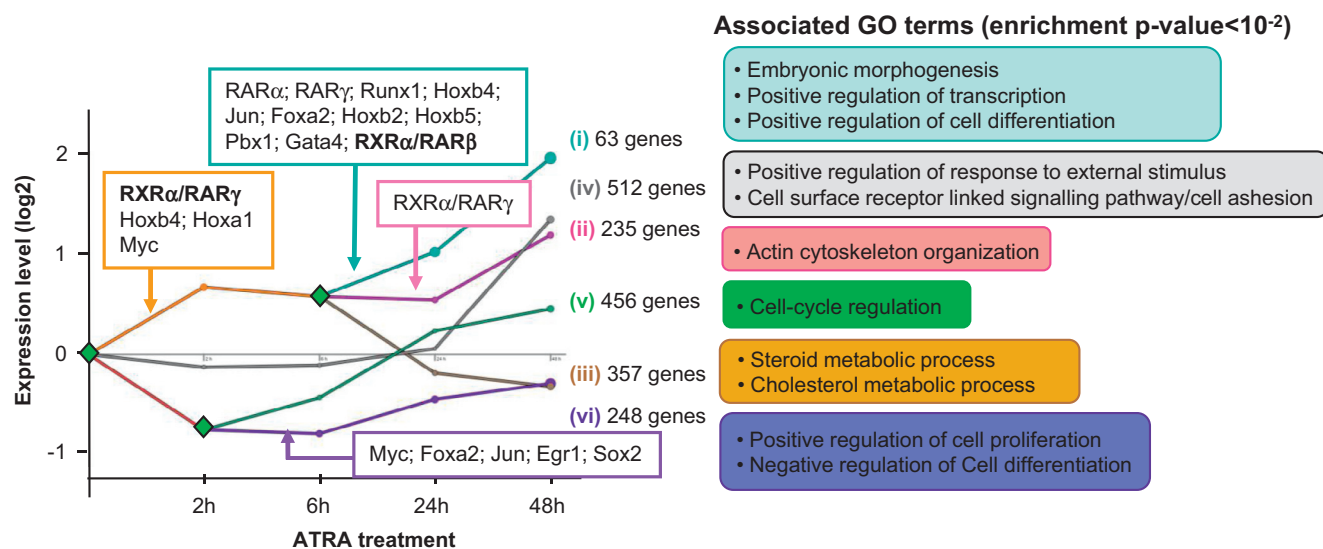 Associated GO terms (enrichment p-value<10⁻²)
Expression level (log2)
2
1
0
-1
2h
6h
24h
48h
ATRA treatment
RXRα/RARγ
Hoxb4; Hoxa1
Myc
RARα; RARγ; Runx1; Hoxb4;
Jun; Foxa2; Hoxb2; Hoxb5;
Pbx1; Gata4; RXRα/RARβ
RXRα/RARγ
Myc; Foxa2; Jun; Egr1; Sox2
(i) 63 genes
(iv) 512 genes
(ii) 235 genes
(v) 456 genes
(iii) 357 genes
(vi) 248 genes
• Embryonic morphogenesis
• Positive regulation of transcription
• Positive regulation of cell differentiation
• Positive regulation of response to external stimulus
• Cell surface receptor linked signalling pathway/cell ashesion
• Actin cytoskeleton organization
• Cell-cycle regulation
• Steroid metabolic process
• Cholesterol metabolic process
• Positive regulation of cell proliferation
• Negative regulation of Cell differentiation